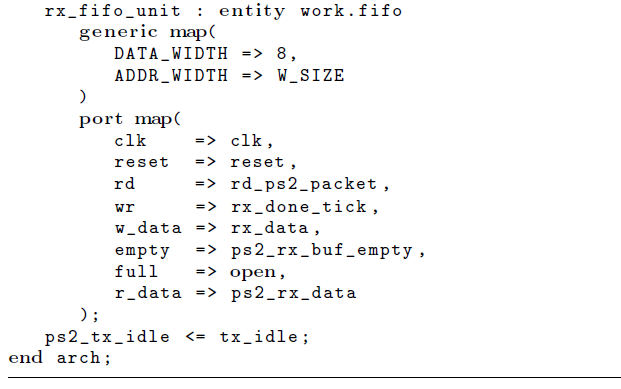 rx_fifo_unit : entity work.fifo
generic map(
DATA_WIDTH => 8,
ADDR_WIDTH => W_SIZE
)
port map(
clk => clk,
reset => reset,
rd => rd_ps2_packet,
wr => rx_done_tick,
w_data => rx_data,
empty => ps2_rx_buf_empty,
full => open,
r_data => ps2_rx_data
);
ps2_tx_idle <= tx_idle;
end arch;